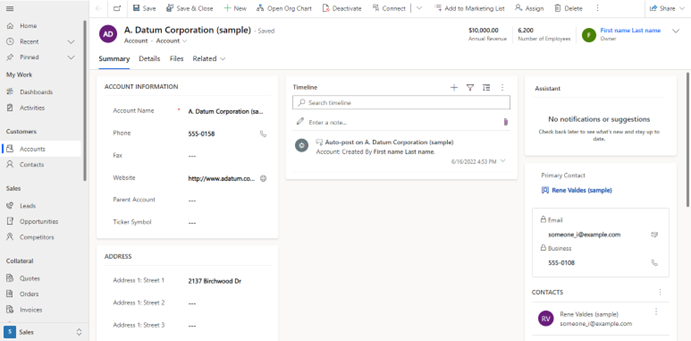 Save
Save & Close
New
Open Org Chart
Deactivate
Connect
Add to Marketing List
Assign
Delete
Share
Home
Recent
Pinned
My Work
Dashboards
Activities
Customers
Accounts
Contacts
Sales
Leads
Opportunities
Competitors
Collateral
Quotes
Orders
Invoices
S Sales
AD
A. Datum Corporation (sample) - Saved
Account · Account
$10,000.00
Annual Revenue
6,200
Number of Employees
F
First name Last name
Owner
Summary Details Files Related
ACCOUNT INFORMATION
Account Name * A. Datum Corporation (sa...
Phone 555-0158
Fax ---
Website http://www.adatum.co...
Parent Account ---
Ticker Symbol ---
ADDRESS
Address 1: Street 1 2137 Birchwood Dr
Address 1: Street 2 ---
Address 1: Street 3 ---
Timeline
Search timeline
Enter a note...
Auto-post on A. Datum Corporation (sample)
Account: Created By First name Last name.
6/16/2022 4:53 PM
Assistant
No notifications or suggestions
Check back later to see what's new and stay up to date.
Primary Contact
Rene Valdes (sample)
Email
someone_i@example.com
Business
555-0108
CONTACTS
RV
Rene Valdes (sample)
someone_i@example.com